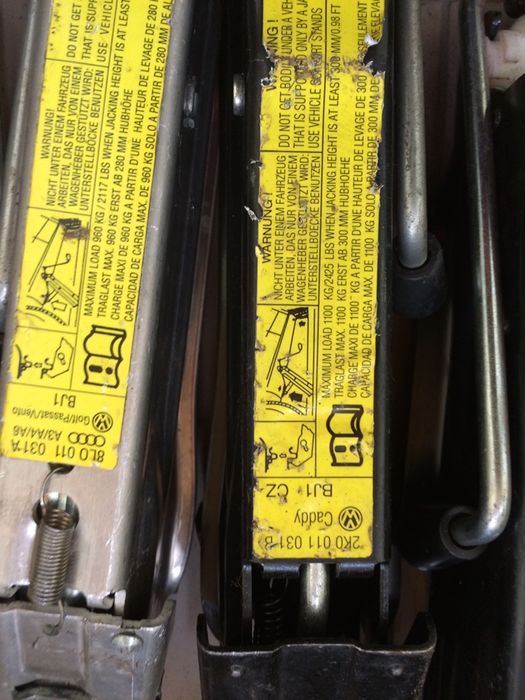 DO NOT GET
THAT IS SUPP
USE VEHICLE
WARNUNG!
NICHT UNTER EINEM FAHRZEUG
ARBEITEN, DAS NUR VON EINEM
WAGENHEBER GESTÜTZT WIRD:
UNTERSTELLBÖCKE BENUTZEN
MAXIMUM LOAD 960 KG / 2117 LBS WHEN JACKING HEIGHT IS AT LEAST
TRAGLAST MAX. 960 KG ERST AB 280 MM HUBHÖHE
CHARGE MAXI DE 960 KG A PARTIR D'UNE HAUTEUR DE LEVAGE DE 280
CAPACIDAD DE CARGA MAX. DE 960 KG SOLO A PARTIR DE 280 MM DE
BJ1
Golf/Passat/Vento
A3/A4/A6
8L0 011 031A
WARNING !
DO NOT GET BODY UNDER A VEH
THAT IS SUPPORTED ONLY BY A J
USE VEHICLE SUPPORT STANDS
WARNUNG !
NICHT UNTER EINEM FAHRZEUG
ARBEITEN, DAS NUR VON EINEM
WAGENHEBER GESTÜTZT WIRD:
UNTERSTELLBOECKE BENUTZEN
MAXIMUM LOAD 1100 KG/2425 LBS WHEN JACKING HEIGHT IS AT LEAST 300 MM/0.98 FT
TRAGLAST MAX. 1100 KG ERST AB 300 MM HUBHOEHE
CHARGE MAXI DE 1100 KG A PARTIR D'UNE HAUTEUR DE LEVAGE DE 300
CAPACIDAD DE CARGA MAX. DE 1100 KG SOLO A PARTIR DE 300 MM DE ELEVA
BJ1 CZ
Caddy
2K0 011 031 B